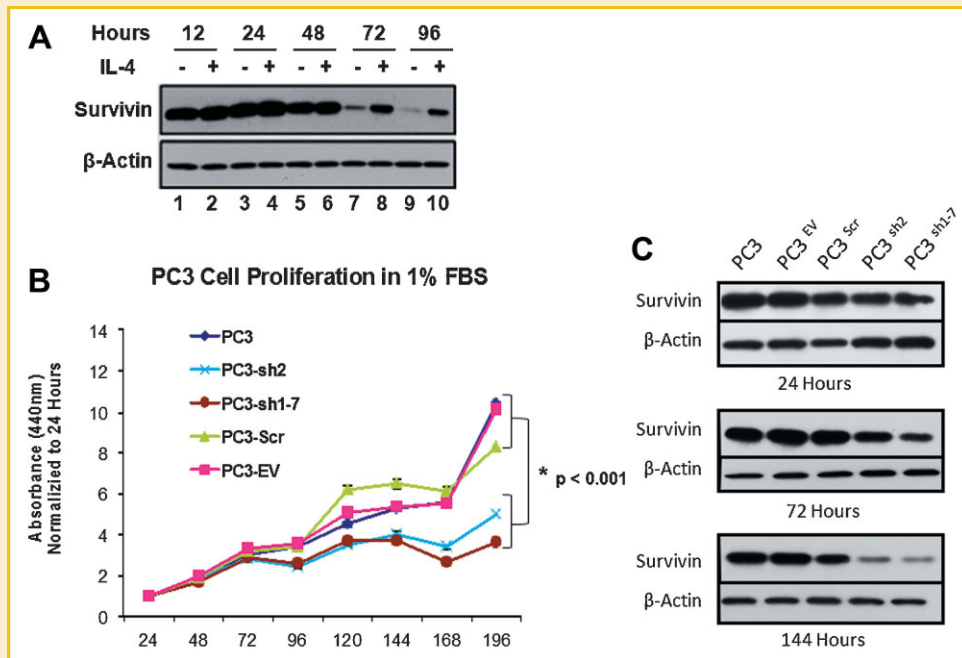 A
Hours 12 24 48 72 96
IL-4 - + - + - + - + - +
Survivin
β-Actin
1 2 3 4 5 6 7 8 9 10
B
PC3 Cell Proliferation in 1% FBS
Absorbance (440nm)
Normalizied to 24 Hours
14
12
10
8
6
4
2
0
PC3
PC3-sh2
PC3-sh1-7
PC3-Scr
PC3-EV
* p < 0.001
24 48 72 96 120 144 168 196
C
PC3 PC3 EV PC3 Scr PC3 sh2 PC3 sh1-7
Survivin
β-Actin
24 Hours
Survivin
β-Actin
72 Hours
Survivin
β-Actin
144 Hours